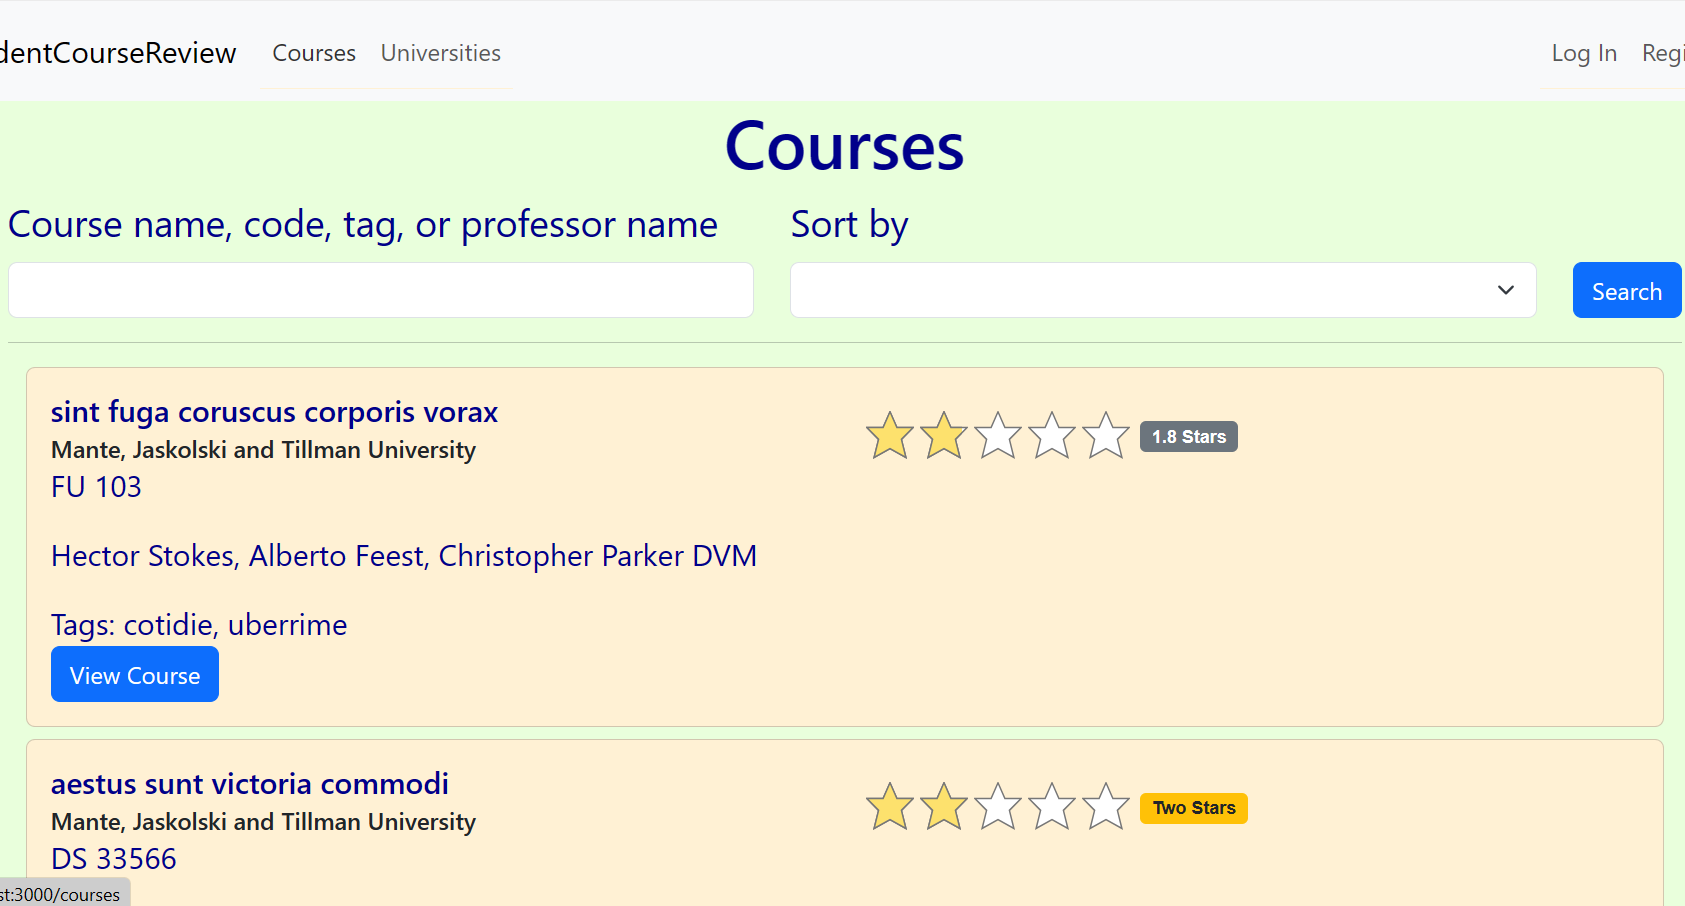 dentCourseReview Courses Universities Log In Regi
Courses
Course name, code, tag, or professor name Sort by
Search
sint fuga coruscus corporis vorax
Mante, Jaskolski and Tillman University
1.8 Stars
FU 103
Hector Stokes, Alberto Feest, Christopher Parker DVM
Tags: cotidie, uberrime
View Course
aestus sunt victoria commodi
Mante, Jaskolski and Tillman University
Two Stars
DS 33566
st:3000/courses